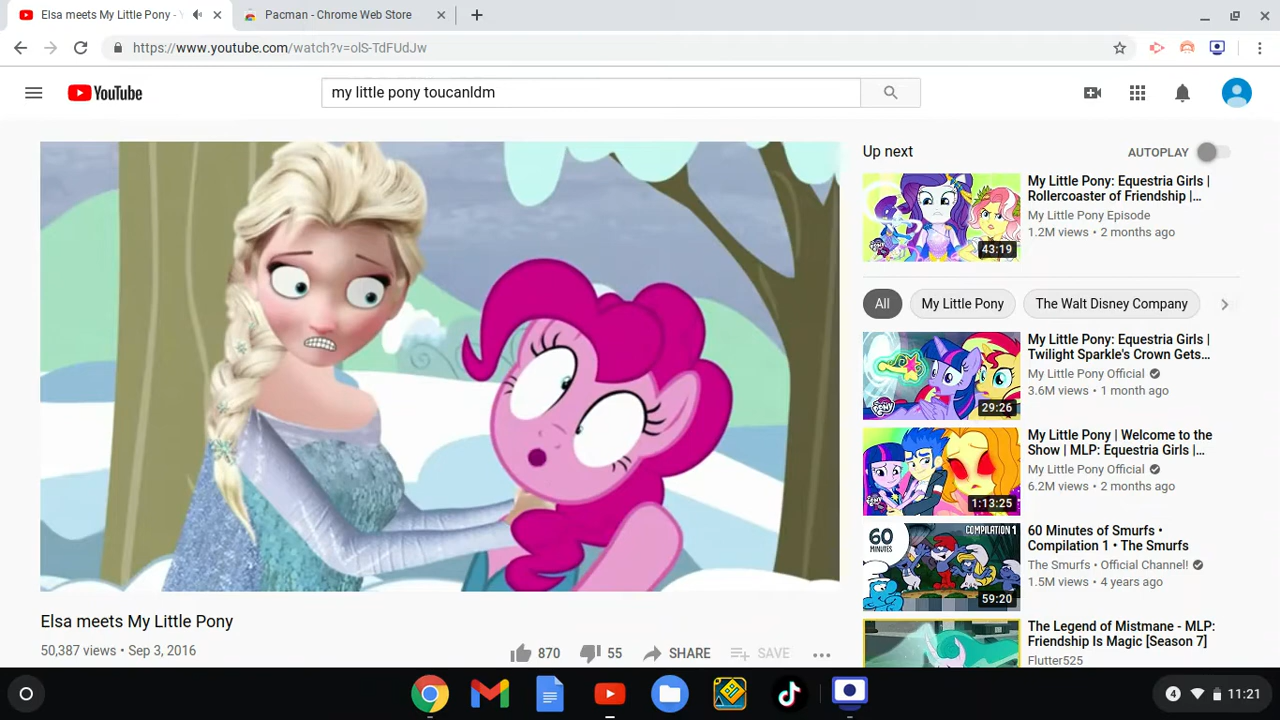 Elsa meets My Little Pony -
Pacman - Chrome Web Store
https://www.youtube.com/watch?v=olS-TdFUdJw
YouTube
my little pony toucanldm
Up next
AUTOPLAY
My Little Pony: Equestria Girls |
Rollercoaster of Friendship |...
My Little Pony Episode
1.2M views • 2 months ago
43:19
All
My Little Pony
The Walt Disney Company
My Little Pony: Equestria Girls |
Twilight Sparkle's Crown Gets...
My Little Pony Official
3.6M views • 1 month ago
29:26
My Little Pony | Welcome to the
Show | MLP: Equestria Girls |...
My Little Pony Official
6.2M views • 2 months ago
1:13:25
60 MINUTES
COMPILATION 1
60 Minutes of Smurfs •
Compilation 1 • The Smurfs
The Smurfs • Official Channel!
1.5M views • 4 years ago
59:20
The Legend of Mistmane - MLP:
Friendship Is Magic [Season 7]
Flutter525
Elsa meets My Little Pony
50,387 views • Sep 3, 2016
870
55
SHARE
SAVE
4
11:21